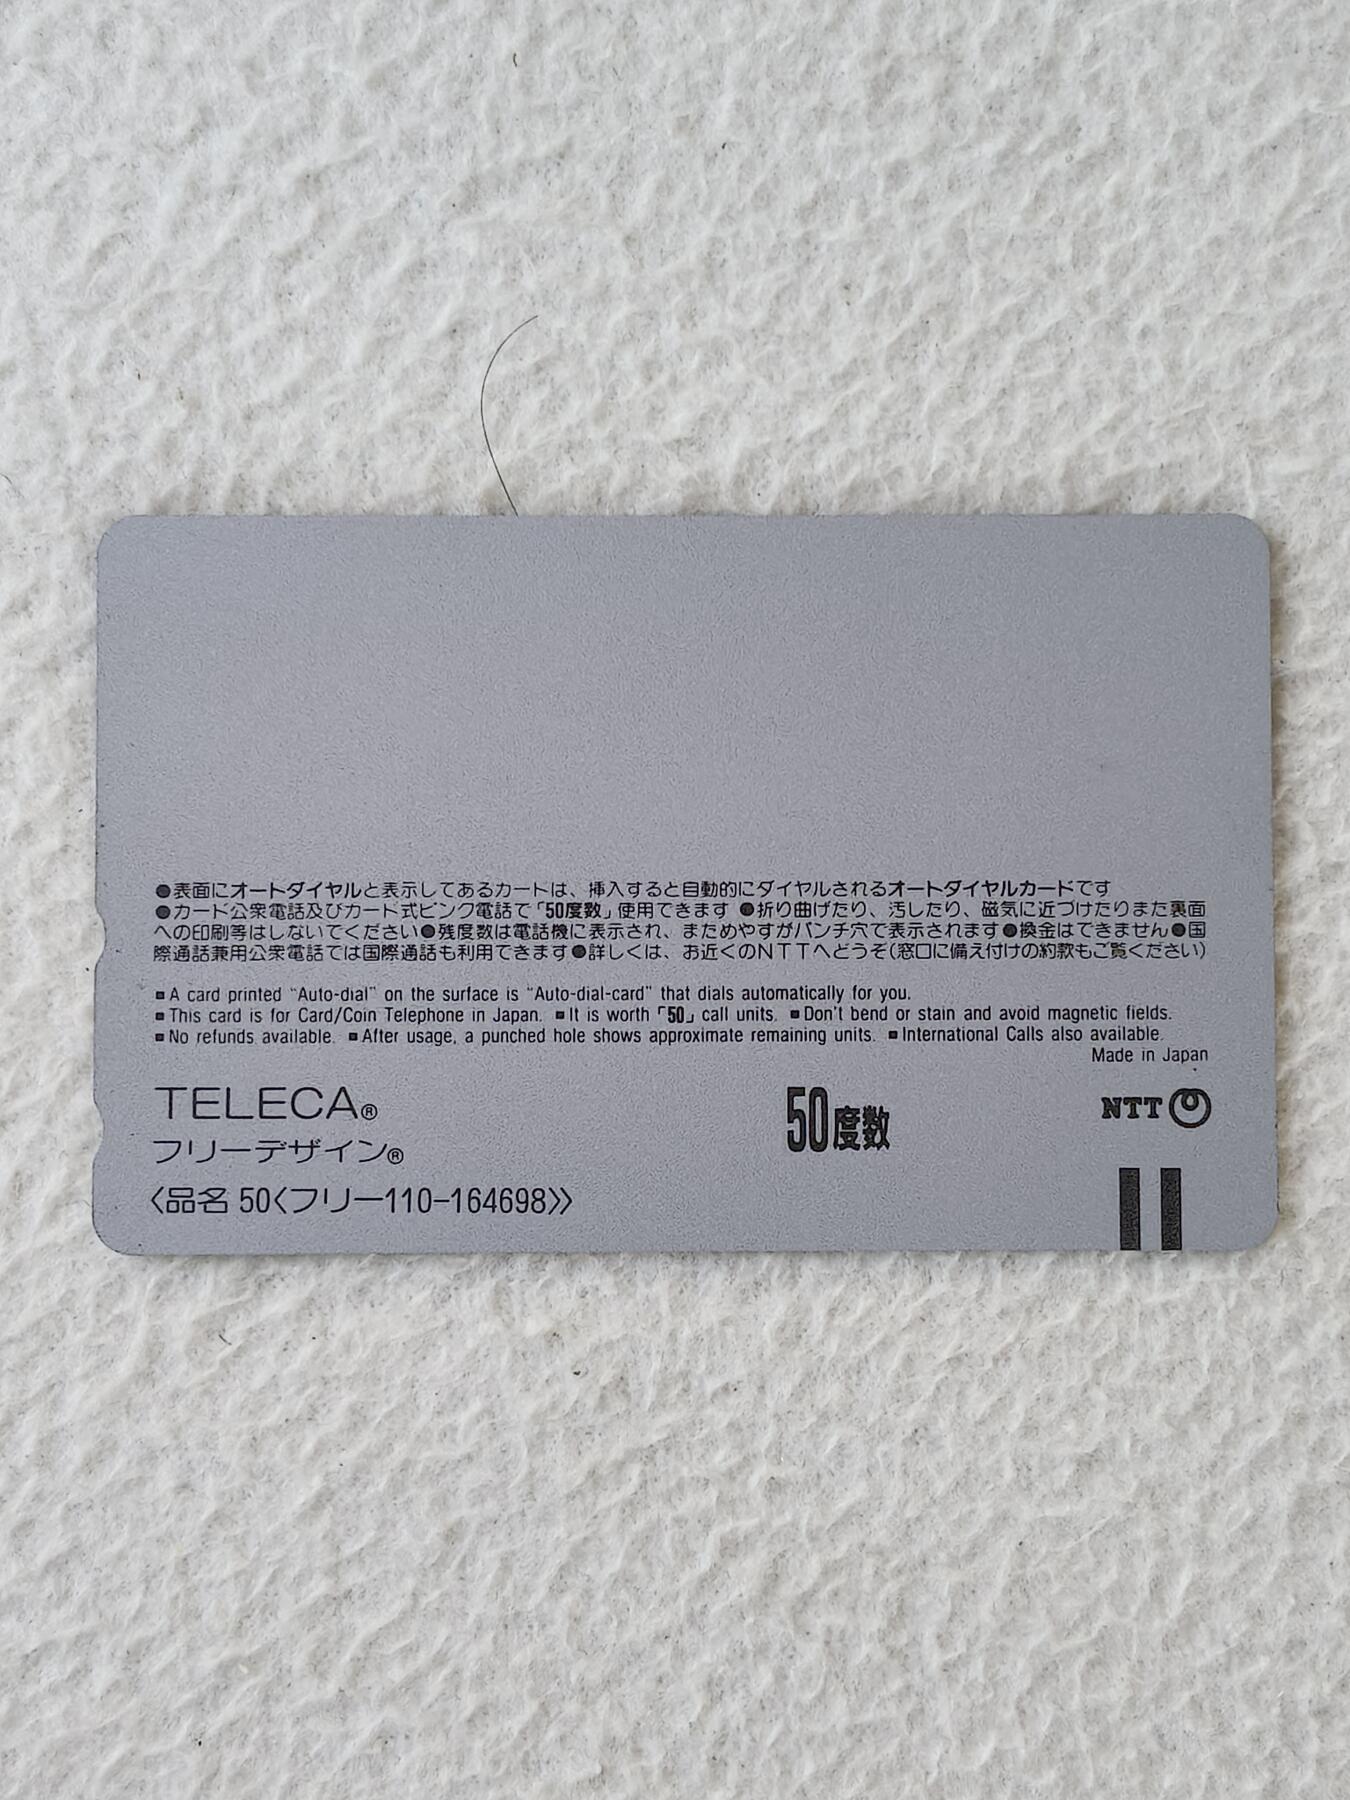 ●表面にオートダイヤルと表示してあるカートは、挿入すると自動的にダイヤルされるオートダイヤルカードです
●カード公衆電話及びカード式ピンク電話で「50度数」使用できます ●折り曲げたり、汚したり、磁気に近づけたりまた裏面
への印刷等はしないでください●残度数は電話機に表示され、まためやすがパンチ穴で表示されます●換金はできません●国
際通話兼用公衆電話では国際通話も利用できます●詳しくは、お近くのNTTへどうぞ(窓口に備え付けの約款もご覧ください)
▪A card printed “Auto-dial” on the surface is “Auto-dial-card” that dials automatically for you.
▪This card is for Card/Coin Telephone in Japan. ▪It is worth「50」call units. ▪Don't bend or stain and avoid magnetic fields.
▪No refunds available. ▪After usage, a punched hole shows approximate remaining units. ▪International Calls also available.
Made in Japan
TELECA®
フリーデザイン®
〈品名 50〈フリー110-164698〉〉
50度数
NTT